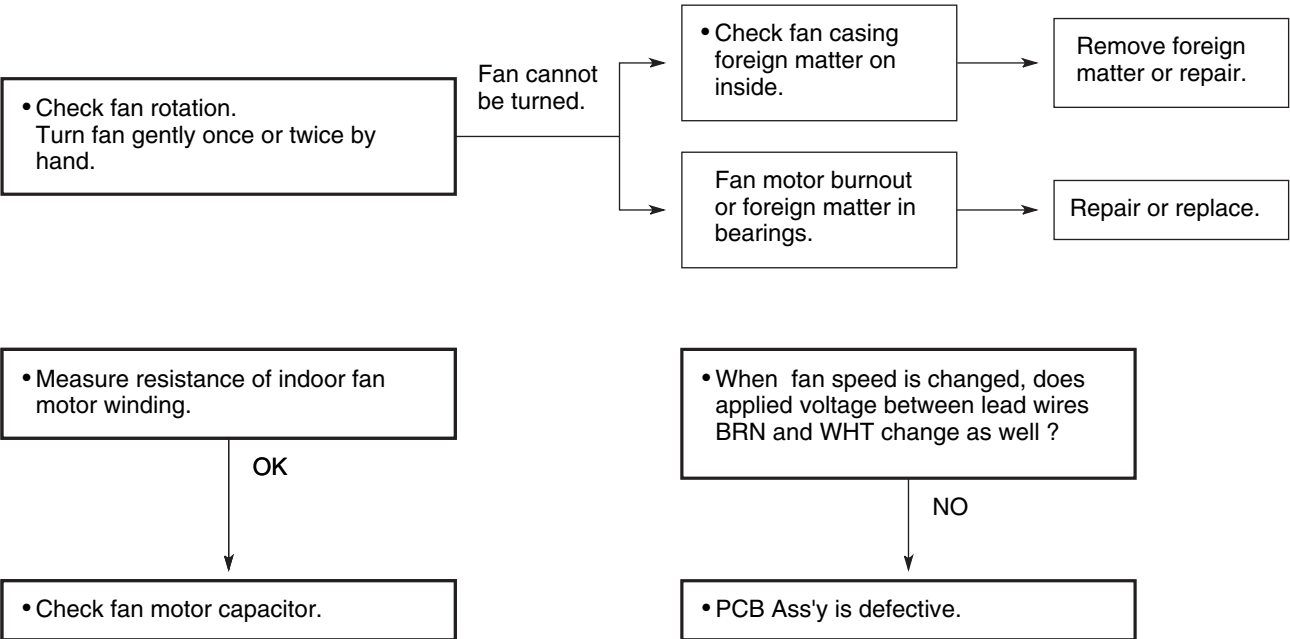 • Check fan rotation.
Turn fan gently once or twice by
hand.
Fan cannot
be turned.
• Check fan casing
foreign matter on
inside.
Remove foreign
matter or repair.
Fan motor burnout
or foreign matter in
bearings.
Repair or replace.
• Measure resistance of indoor fan
motor winding.
OK
• Check fan motor capacitor.
• When fan speed is changed, does
applied voltage between lead wires
BRN and WHT change as well ?
NO
• PCB Ass'y is defective.